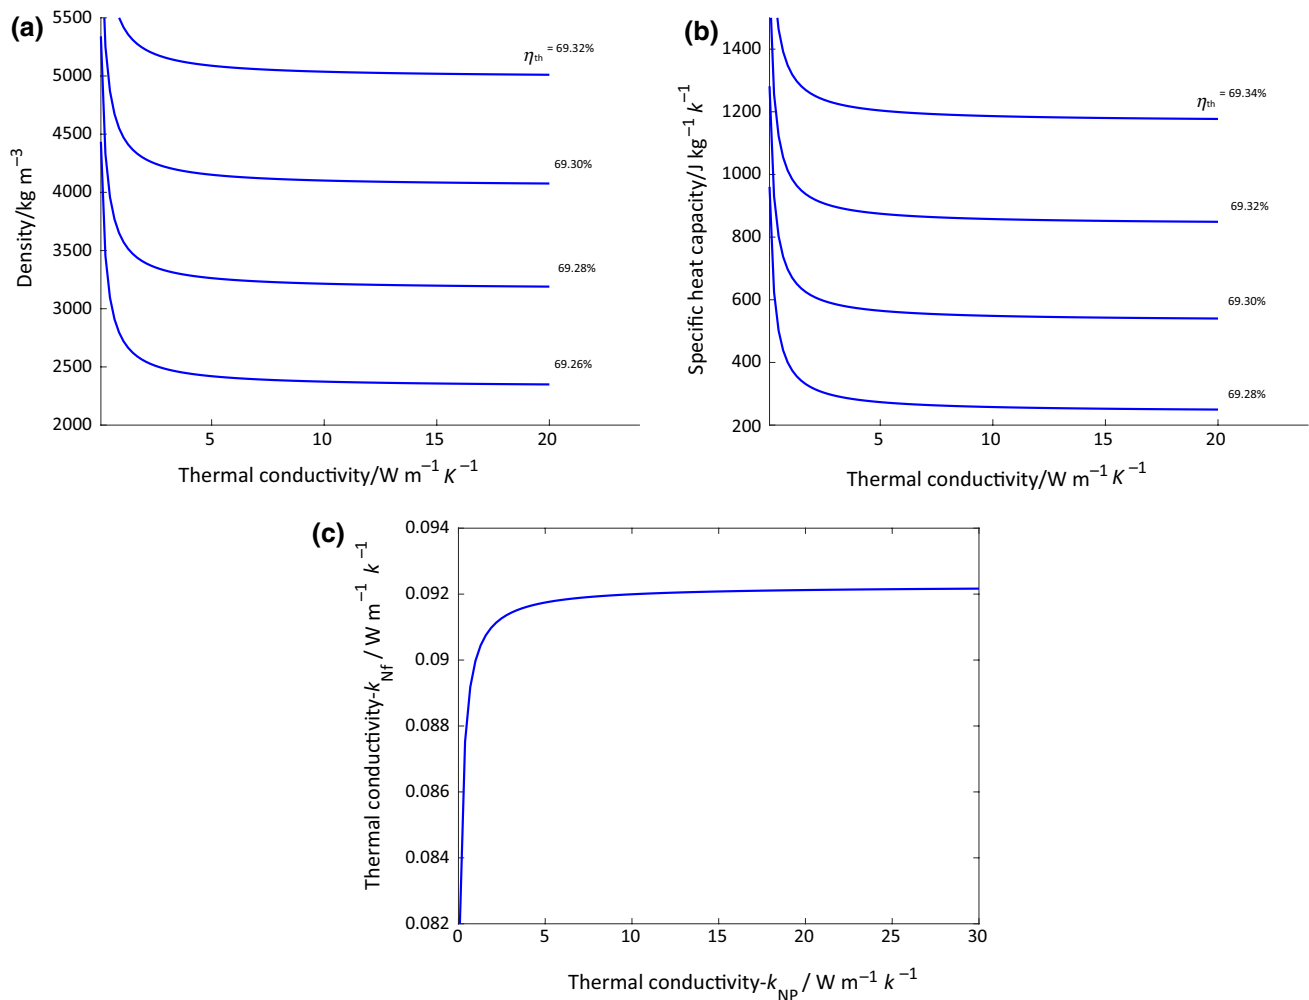 (a)
5500
5000
4500
4000
3500
3000
2500
2000
Density/kg m⁻³
ηth = 69.32%
69.30%
69.28%
69.26%
5 10 15 20
Thermal conductivity/W m⁻¹ K⁻¹
(b)
1400
1200
1000
800
600
400
200
Specific heat capacity/J kg⁻¹ k⁻¹
ηth = 69.34%
69.32%
69.30%
69.28%
5 10 15 20
Thermal conductivity/W m⁻¹ K⁻¹
(c)
0.094
0.092
0.09
0.088
0.086
0.084
0.082
Thermal conductivity-kNf / W m⁻¹ k⁻¹
0 5 10 15 20 25 30
Thermal conductivity-kNP / W m⁻¹ k⁻¹